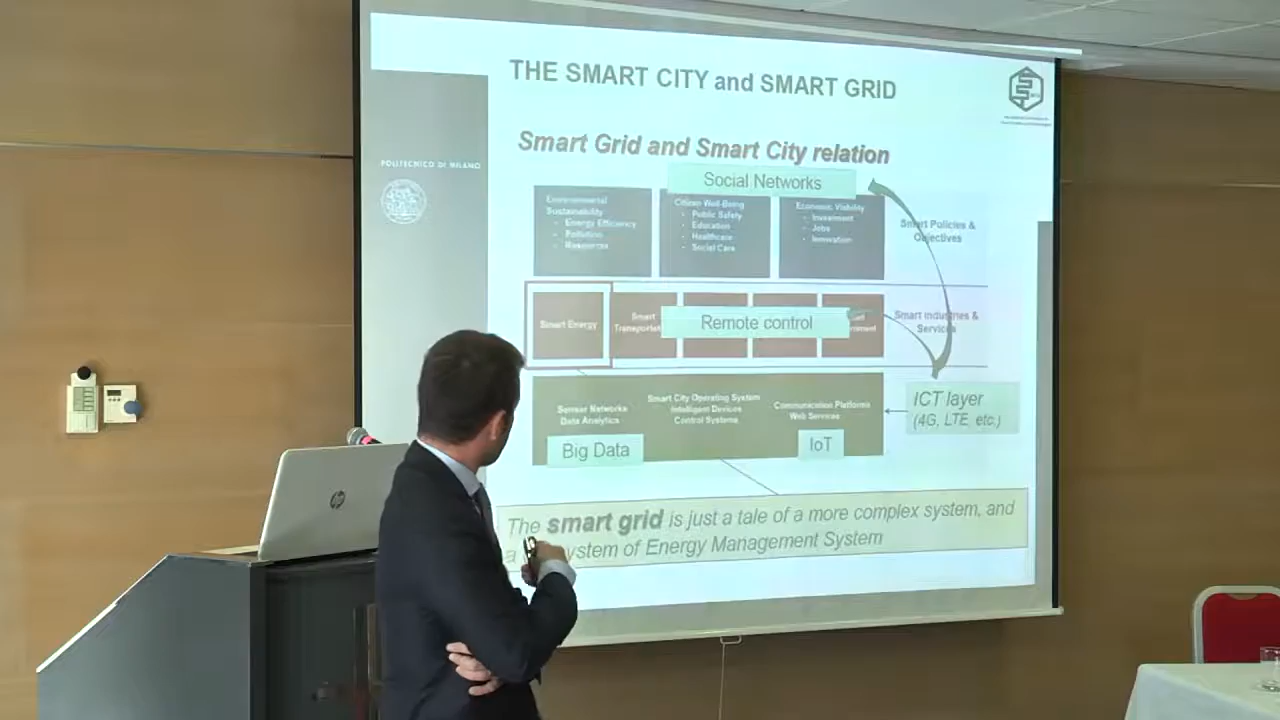 THE SMART CITY and SMART GRID
POLITECNICO DI MILANO
Smart Grid and Smart City relation
Social Networks
Environmental
Sustainability
Energy Efficiency
Pollution
Resources
Citizen Well-Being
Public Safety
Education
Healthcare
Social Care
Economic Viability
Investment
Jobs
Innovation
Smart Policies &
Objectives
Smart Energy
Smart
Remote control
Smart Industries &
Services
Sensor Networks
Data Analytics
Smart City Operating System
Intelligent Devices
Control Systems
Communication Platforms
Web Services
Big Data
IoT
ICT layer
(4G, LTE, etc.)
The smart grid is just a tale of a more complex system, and
a ystem of Energy Management System
hp